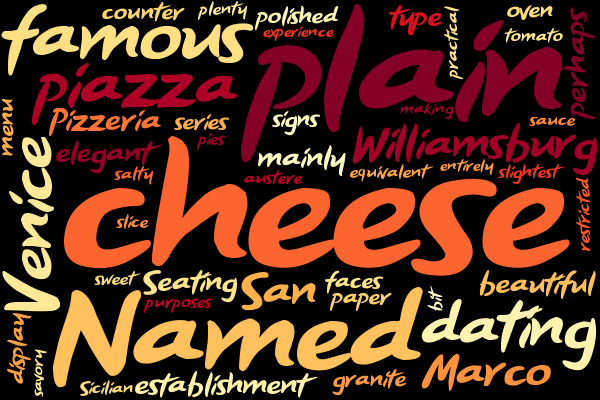 counter
plenty
polished
experience
type
practical
oven
tomato
perhaps
famous
plain
piazza
making
sauce
menu
Pizzeria
series
signs
pies
elegant
mainly
Williamsburg
salty
austere
equivalent
entirely
slightest
Venice
cheese
slice
restricted
sweet
Seating
San
faces
paper
beautiful
purposes
bit
Named
dating
display
savory
Sicilian
establishment
granite
Marco